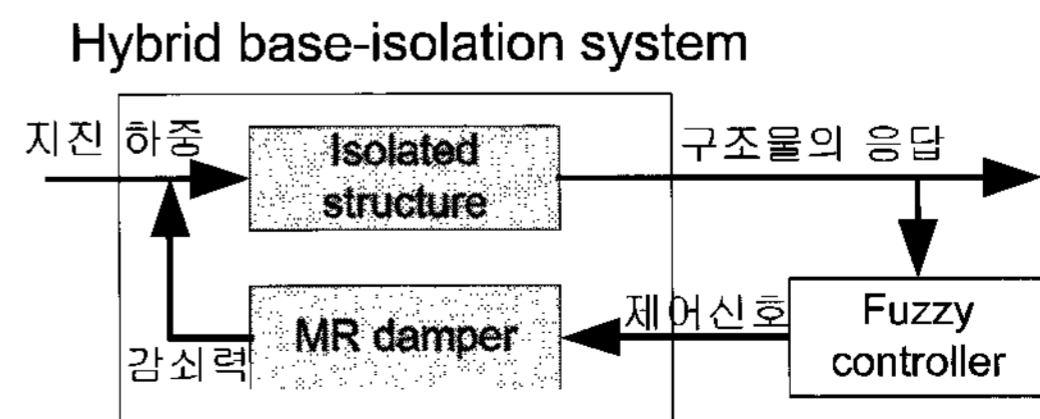 Hybrid base-isolation system
지진 하중
Isolated
structure
구조물의 응답
MR damper
감쇠력
제어신호
Fuzzy
controller